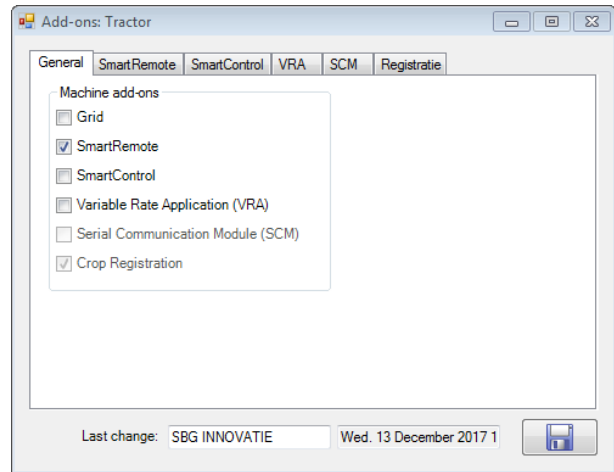 Add-ons: Tractor
General SmartRemote SmartControl VRA SCM Registratie
Machine add-ons
Grid
SmartRemote
SmartControl
Variable Rate Application (VRA)
Serial Communication Module (SCM)
Crop Registration
Last change: SBG INNOVATIE Wed. 13 December 2017 1